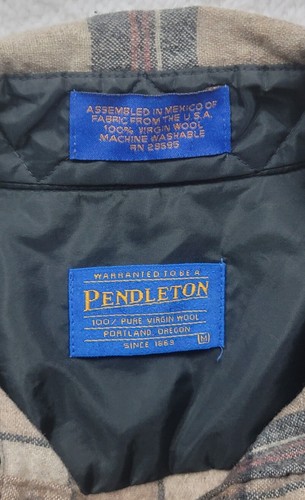 ASSEMBLED IN MEXICO OF
FABRIC FROM THE U.S.A.
100% VIRGIN WOOL
MACHINE WASHABLE
RN 29595
WARRANTED TO BE A
PENDLETON
100% PURE VIRGIN WOOL
PORTLAND, OREGON
SINCE 1863
M